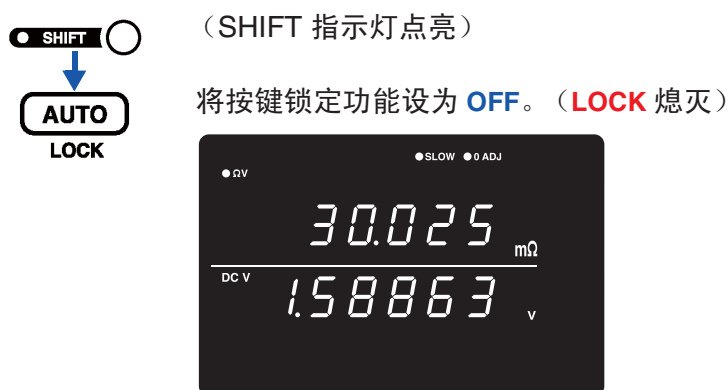 SHIFT
（SHIFT 指示灯点亮）
AUTO
LOCK
将按键锁定功能设为 OFF。（LOCK 熄灭）
SLOW 0 ADJ
ΩV
30.025 mΩ
DC V
1.58863 V